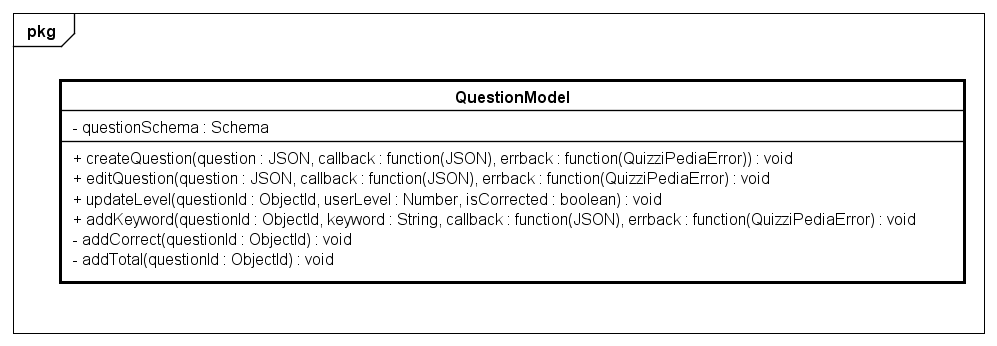 pkg
QuestionModel
- questionSchema : Schema
+ createQuestion(question : JSON, callback : function(JSON), errback : function(QuizziPediaError)) : void
+ editQuestion(question : JSON, callback : function(JSON), errback : function(QuizziPediaError) : void
+ updateLevel(questionId : ObjectId, userLevel : Number, isCorrected : boolean) : void
+ addKeyword(questionId : ObjectId, keyword : String, callback : function(JSON), errback : function(QuizziPediaError) : void
- addCorrect(questionId : ObjectId) : void
- addTotal(questionId : ObjectId) : void